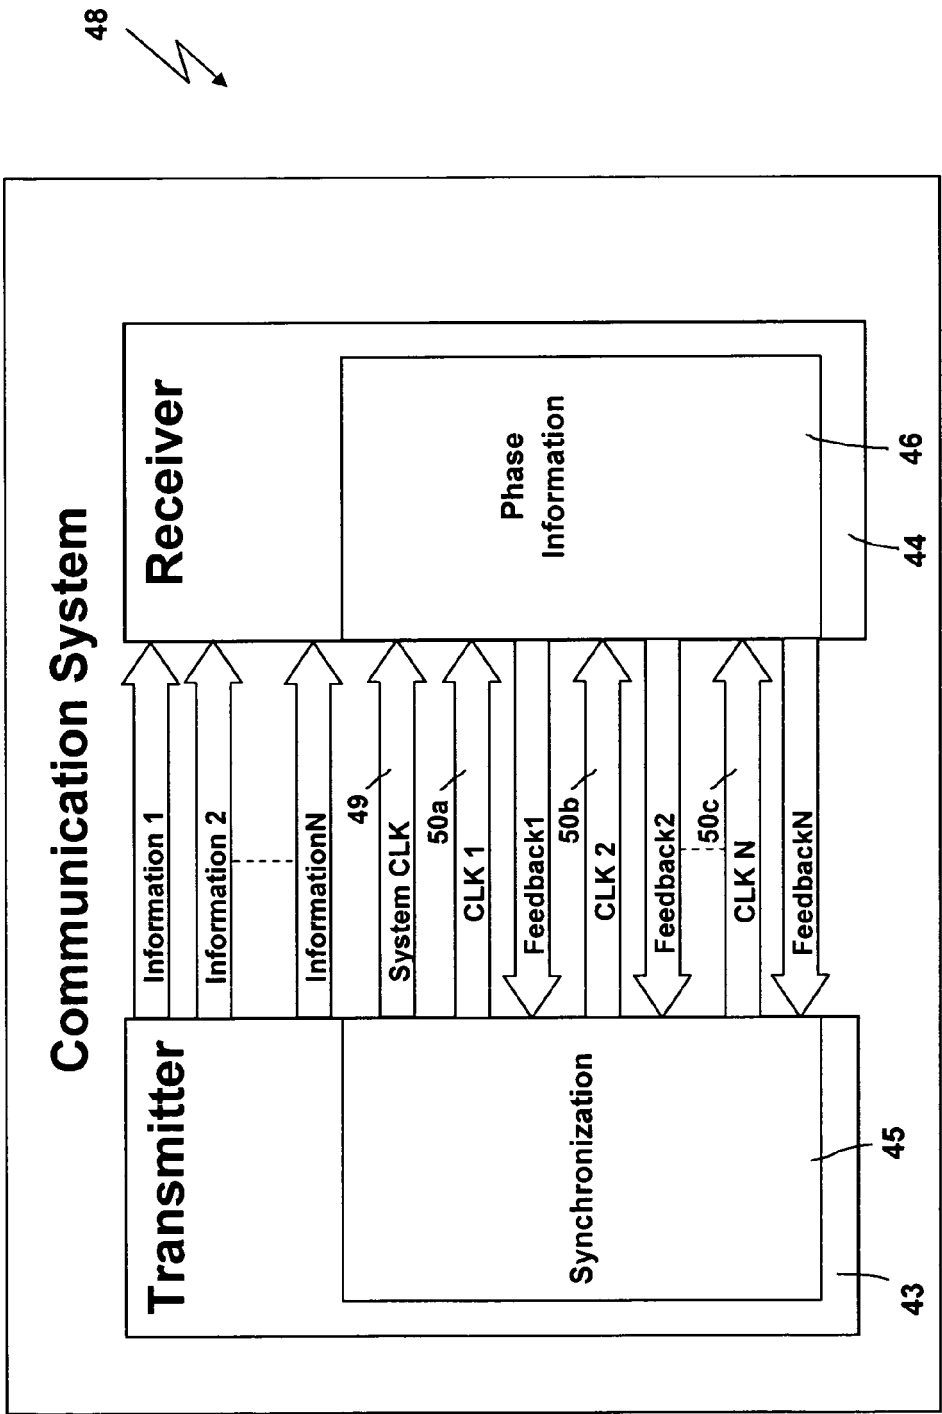 48
Communication System
Transmitter
Receiver
Information 1
Information 2
InformationN
49
System CLK
50a
CLK 1
Feedback1
50b
CLK 2
Feedback2
50c
CLK N
FeedbackN
Synchronization
Phase
Information
45
43
46
44